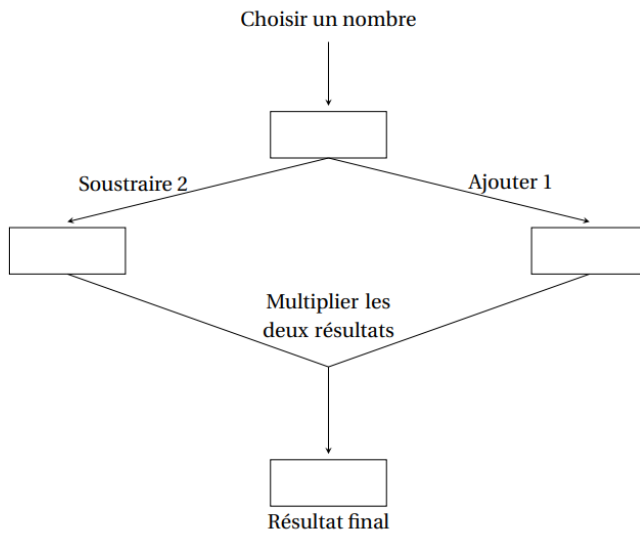 Choisir un nombre
Soustraire 2
Ajouter 1
Multiplier les
deux résultats
Résultat final